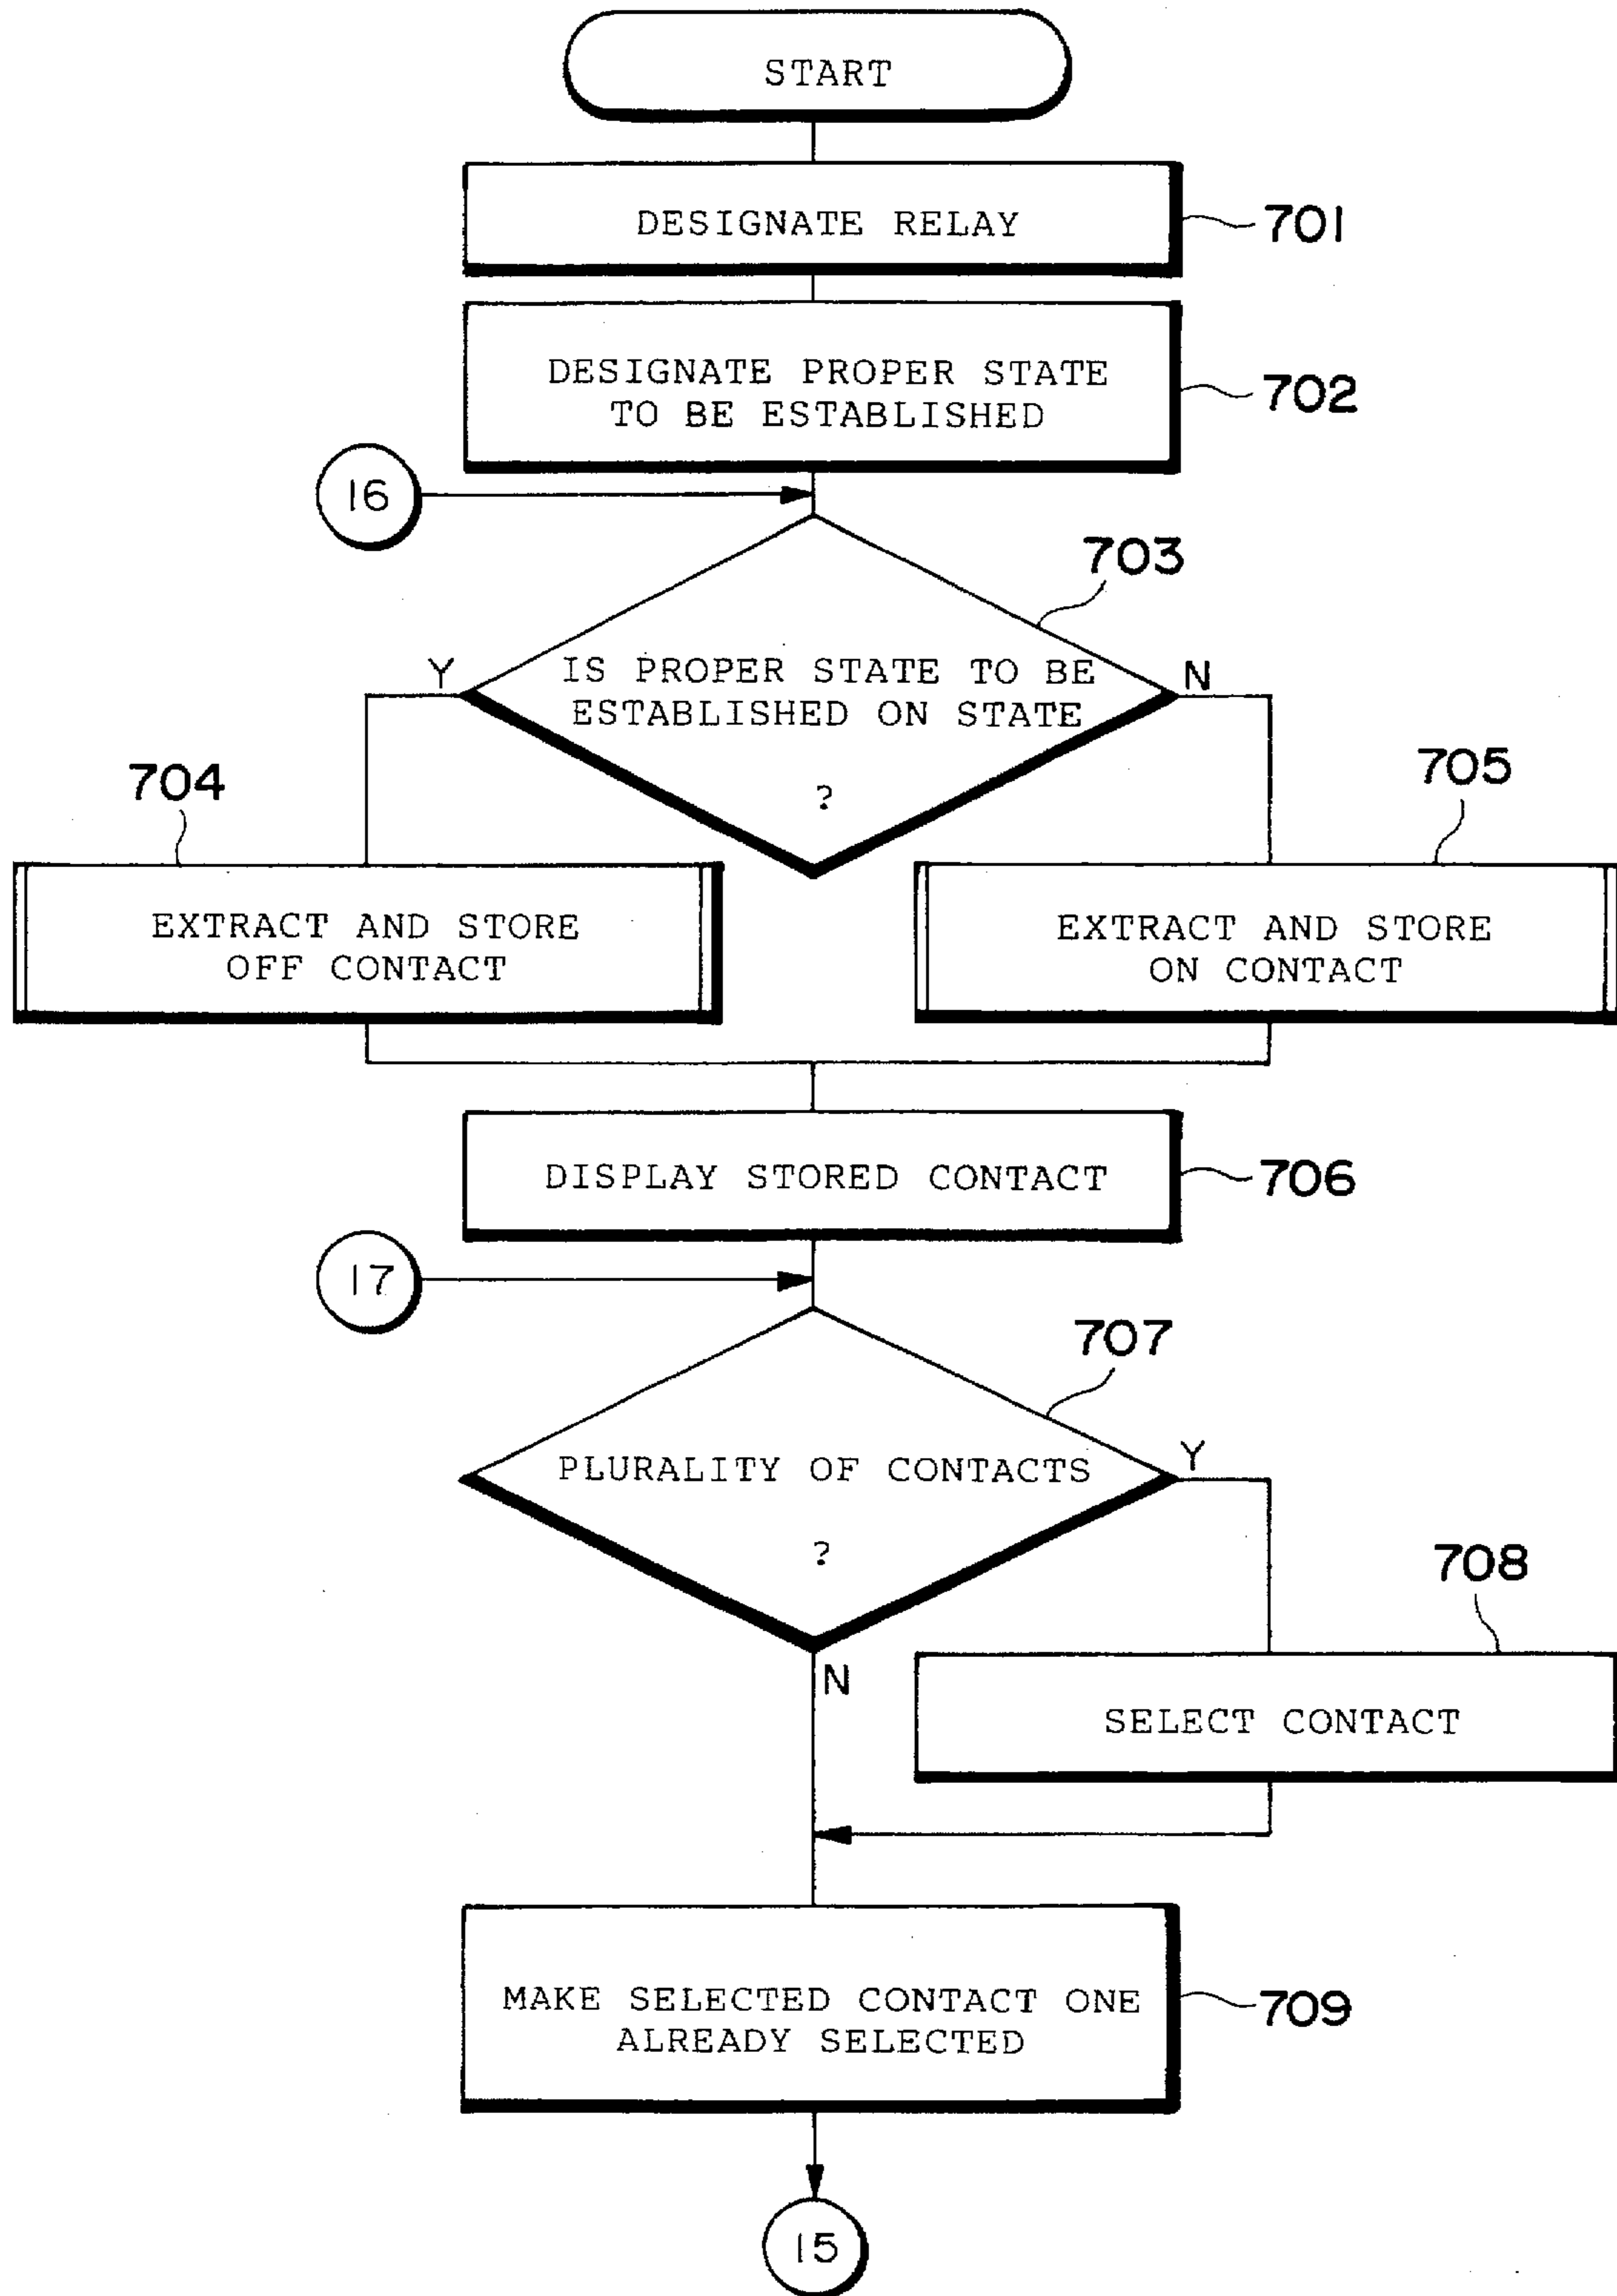 START
DESIGNATE RELAY
701
DESIGNATE PROPER STATE
TO BE ESTABLISHED
702
16
703
Y
IS PROPER STATE TO BE
ESTABLISHED ON STATE
?
N
704
705
EXTRACT AND STORE
OFF CONTACT
EXTRACT AND STORE
ON CONTACT
DISPLAY STORED CONTACT
706
17
707
PLURALITY OF CONTACTS
?
Y
N
708
SELECT CONTACT
MAKE SELECTED CONTACT ONE
ALREADY SELECTED
709
15